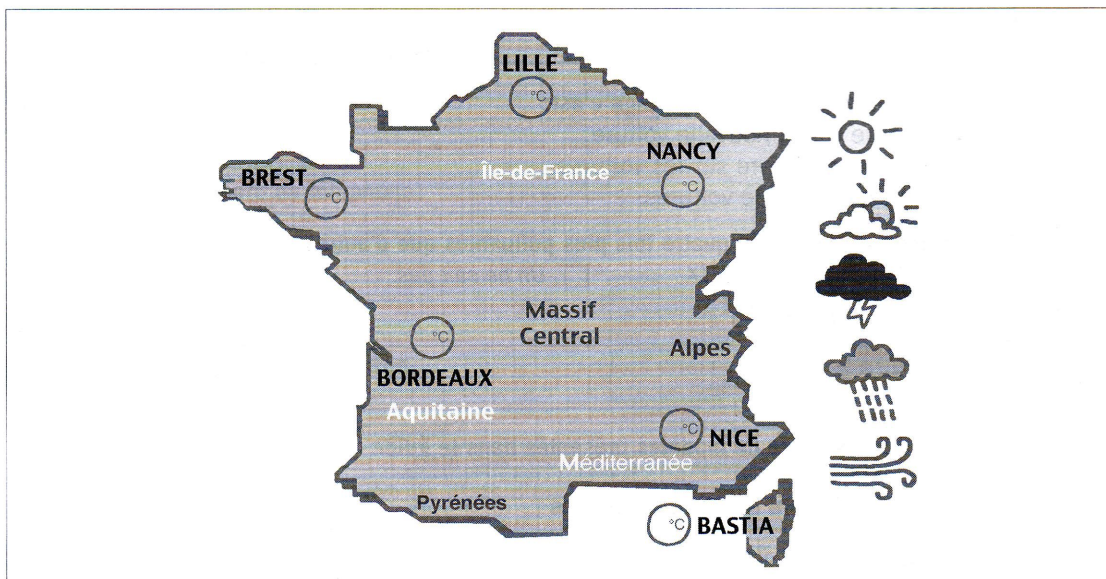 LILLE
°C
NANCY
°C
Île-de-France
BREST
°C
Massif
Central
Alpes
°C
BORDEAUX
Aquitaine
°C
NICE
Méditerranée
Pyrénées
°C
BASTIA